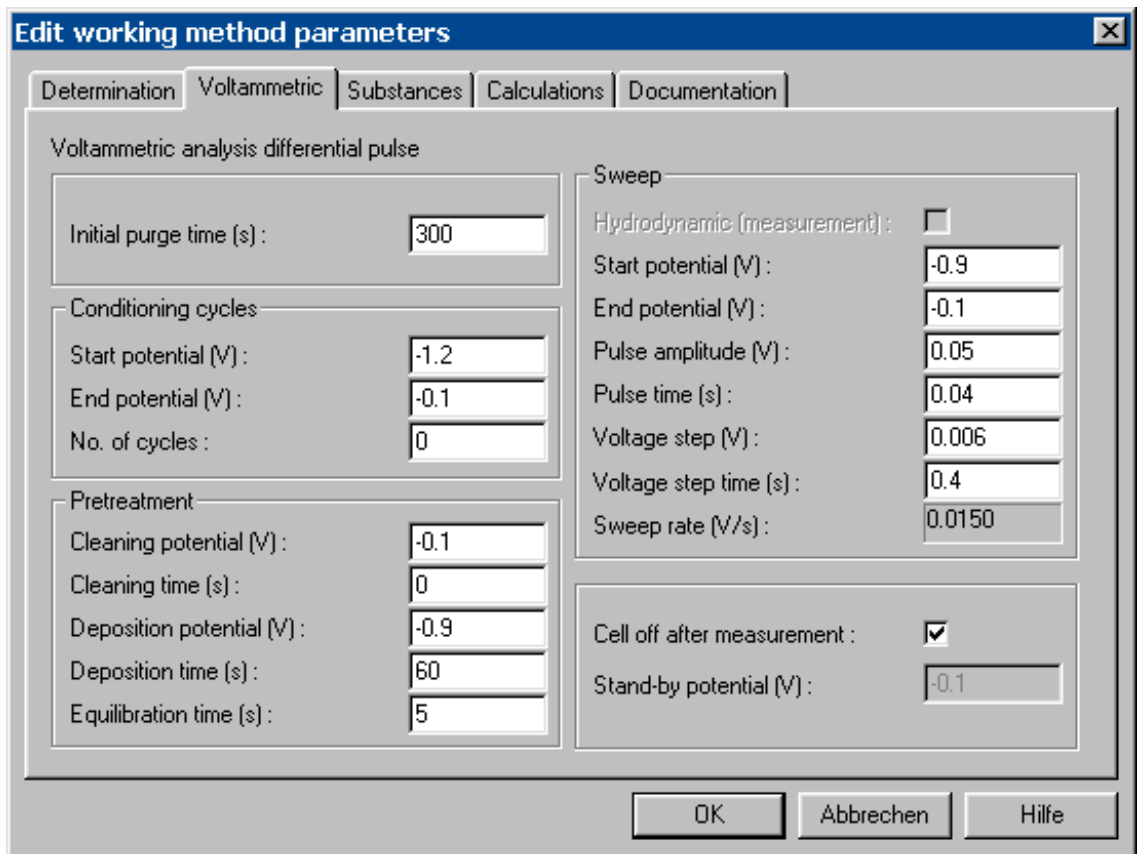 Edit working method parameters
Determination Voltammetric Substances Calculations Documentation
Voltammetric analysis differential pulse
Initial purge time (s) : 300
Conditioning cycles
Start potential (V) : -1.2
End potential (V) : -0.1
No. of cycles : 0
Pretreatment
Cleaning potential (V) : -0.1
Cleaning time (s) : 0
Deposition potential (V) : -0.9
Deposition time (s) : 60
Equilibration time (s) : 5
Sweep
Hydrodynamic (measurement) :
Start potential (V) : -0.9
End potential (V) : -0.1
Pulse amplitude (V) : 0.05
Pulse time (s) : 0.04
Voltage step (V) : 0.006
Voltage step time (s) : 0.4
Sweep rate (V/s) : 0.0150
Cell off after measurement :
Stand-by potential (V) : -0.1
OK Abbrechen Hilfe